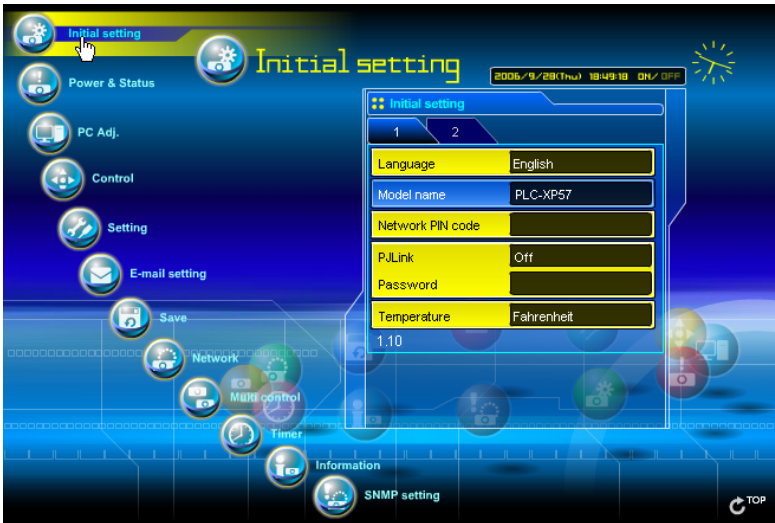 Initial setting
Power & Status
PC Adj.
Control
Setting
E-mail setting
Save
Network
Multi control
Timer
Information
SNMP setting
Initial setting
2006/9/28(Thu) 18:49:18 ON/OFF
Initial setting
1 2
Language English
Model name PLC-XP57
Network PIN code
PJLink Off
Password
Temperature Fahrenheit
1.10
TOP